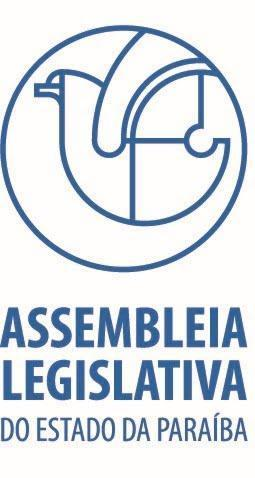 ASSEMBLEIA
LEGISLATIVA
DO ESTADO DA PARAÍBA